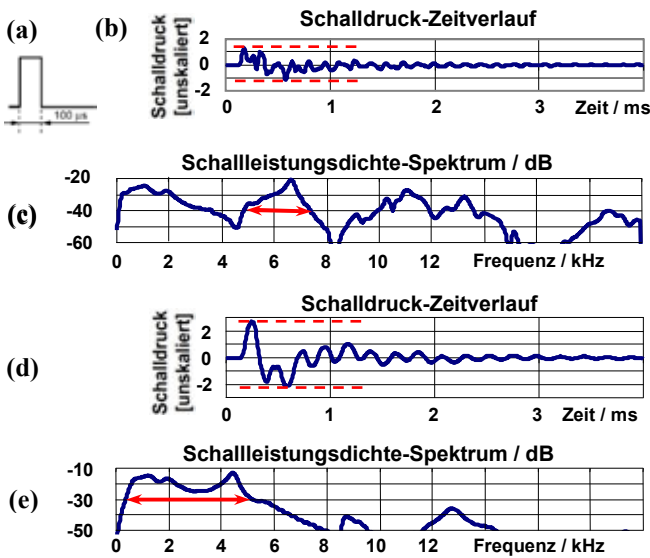 (a)
100 µs
(b)
Schalldruck-Zeitverlauf
Schalldruck
[unskaliert]
2
0
-2
0 1 2 3 Zeit / ms
(c)
Schallleistungsdichte-Spektrum / dB
-20
-40
-60
0 2 4 6 8 10 12 Frequenz / kHz
(d)
Schalldruck-Zeitverlauf
Schalldruck
[unskaliert]
2
0
-2
0 1 2 3 Zeit / ms
(e)
Schallleistungsdichte-Spektrum / dB
-10
-30
-50
0 2 4 6 8 10 12 Frequenz / kHz